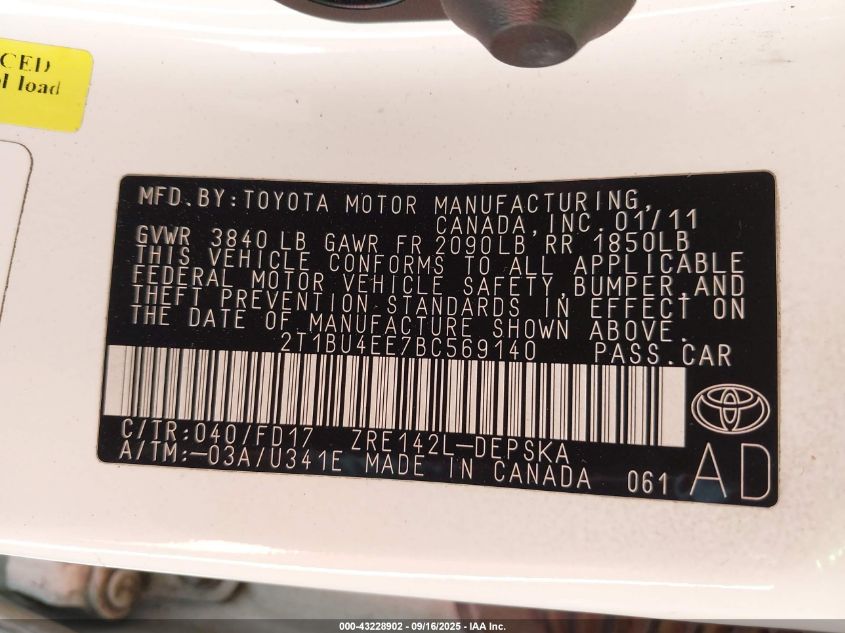 CED
l load
MFD.BY:TOYOTA MOTOR MANUFACTURING,
CANADA,INC. 01/11
GVWR 3840 LB GAWR FR 2090LB RR 1850LB
THIS VEHICLE CONFORMS TO ALL APPLICABLE
FEDERAL MOTOR VEHICLE SAFETY,BUMPER,AND
THEFT PREVENTION STANDARDS IN EFFECT ON
THE DATE OF MANUFACTURE SHOWN ABOVE.
2T1BU4EE7BC569140 PASS.CAR
C/TR:040/FD17 ZRE142L-DEPSKA
A/TM:-03A/U341E MADE IN CANADA 061 AD
000-43228902 - 09/16/2025 - IAA Inc.